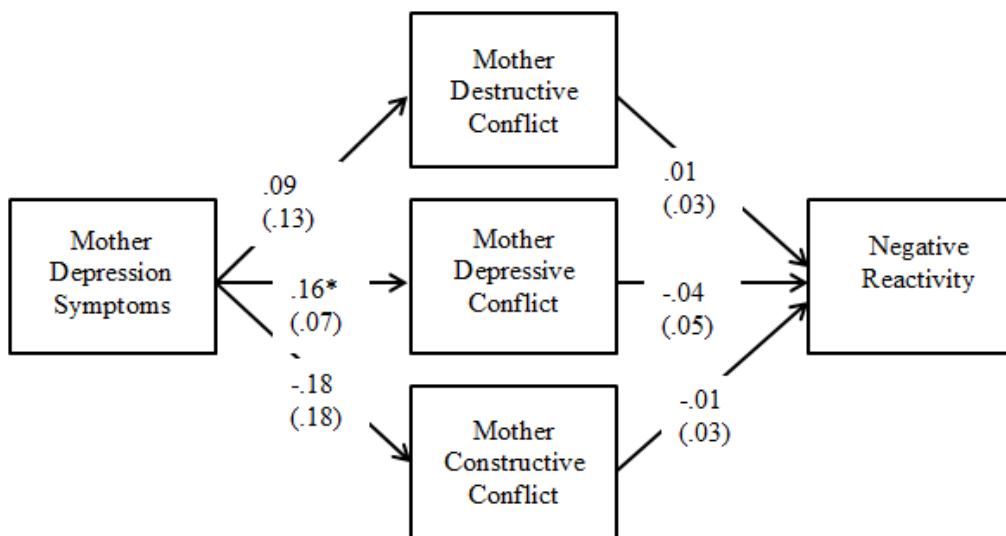 Mother
Destructive
Conflict
.09
(.13)
.01
(.03)
Mother
Depression
Symptoms
.16*
(.07)
Mother
Depressive
Conflict
-.04
(.05)
Negative
Reactivity
-.18
(.18)
Mother
Constructive
Conflict
-.01
(.03)